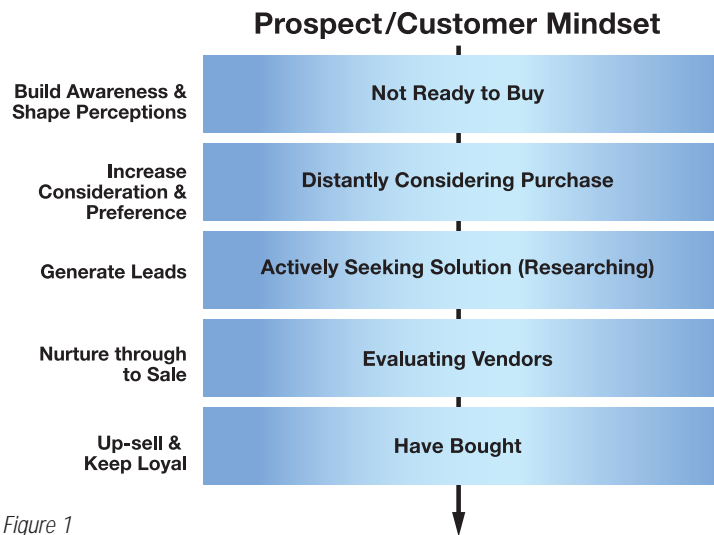 Prospect/Customer Mindset
Build Awareness &
Shape Perceptions
Not Ready to Buy
Increase
Consideration &
Preference
Distantly Considering Purchase
Generate Leads
Actively Seeking Solution (Researching)
Nurture through
to Sale
Evaluating Vendors
Up-sell &
Keep Loyal
Have Bought
Figure 1